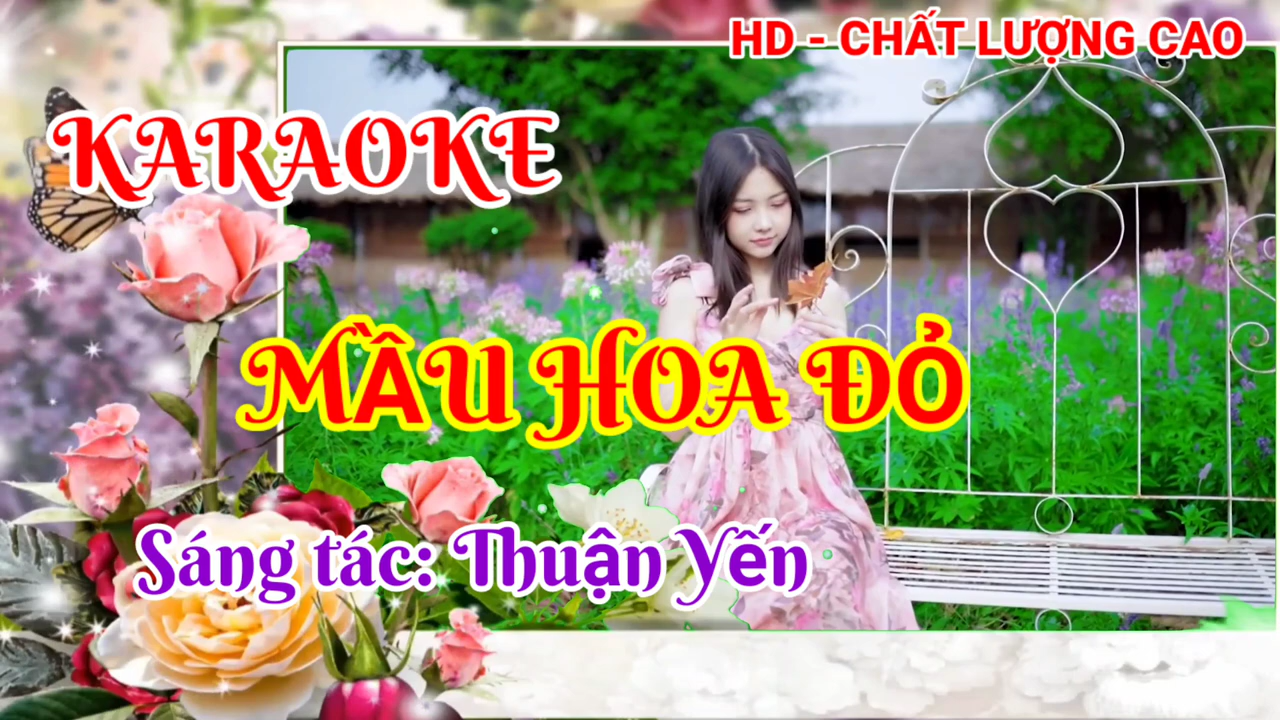 HD - CHẤT LƯỢNG CAO
KARAOKE
MẦU HOA ĐỎ
Sáng tác: Thuận Yến